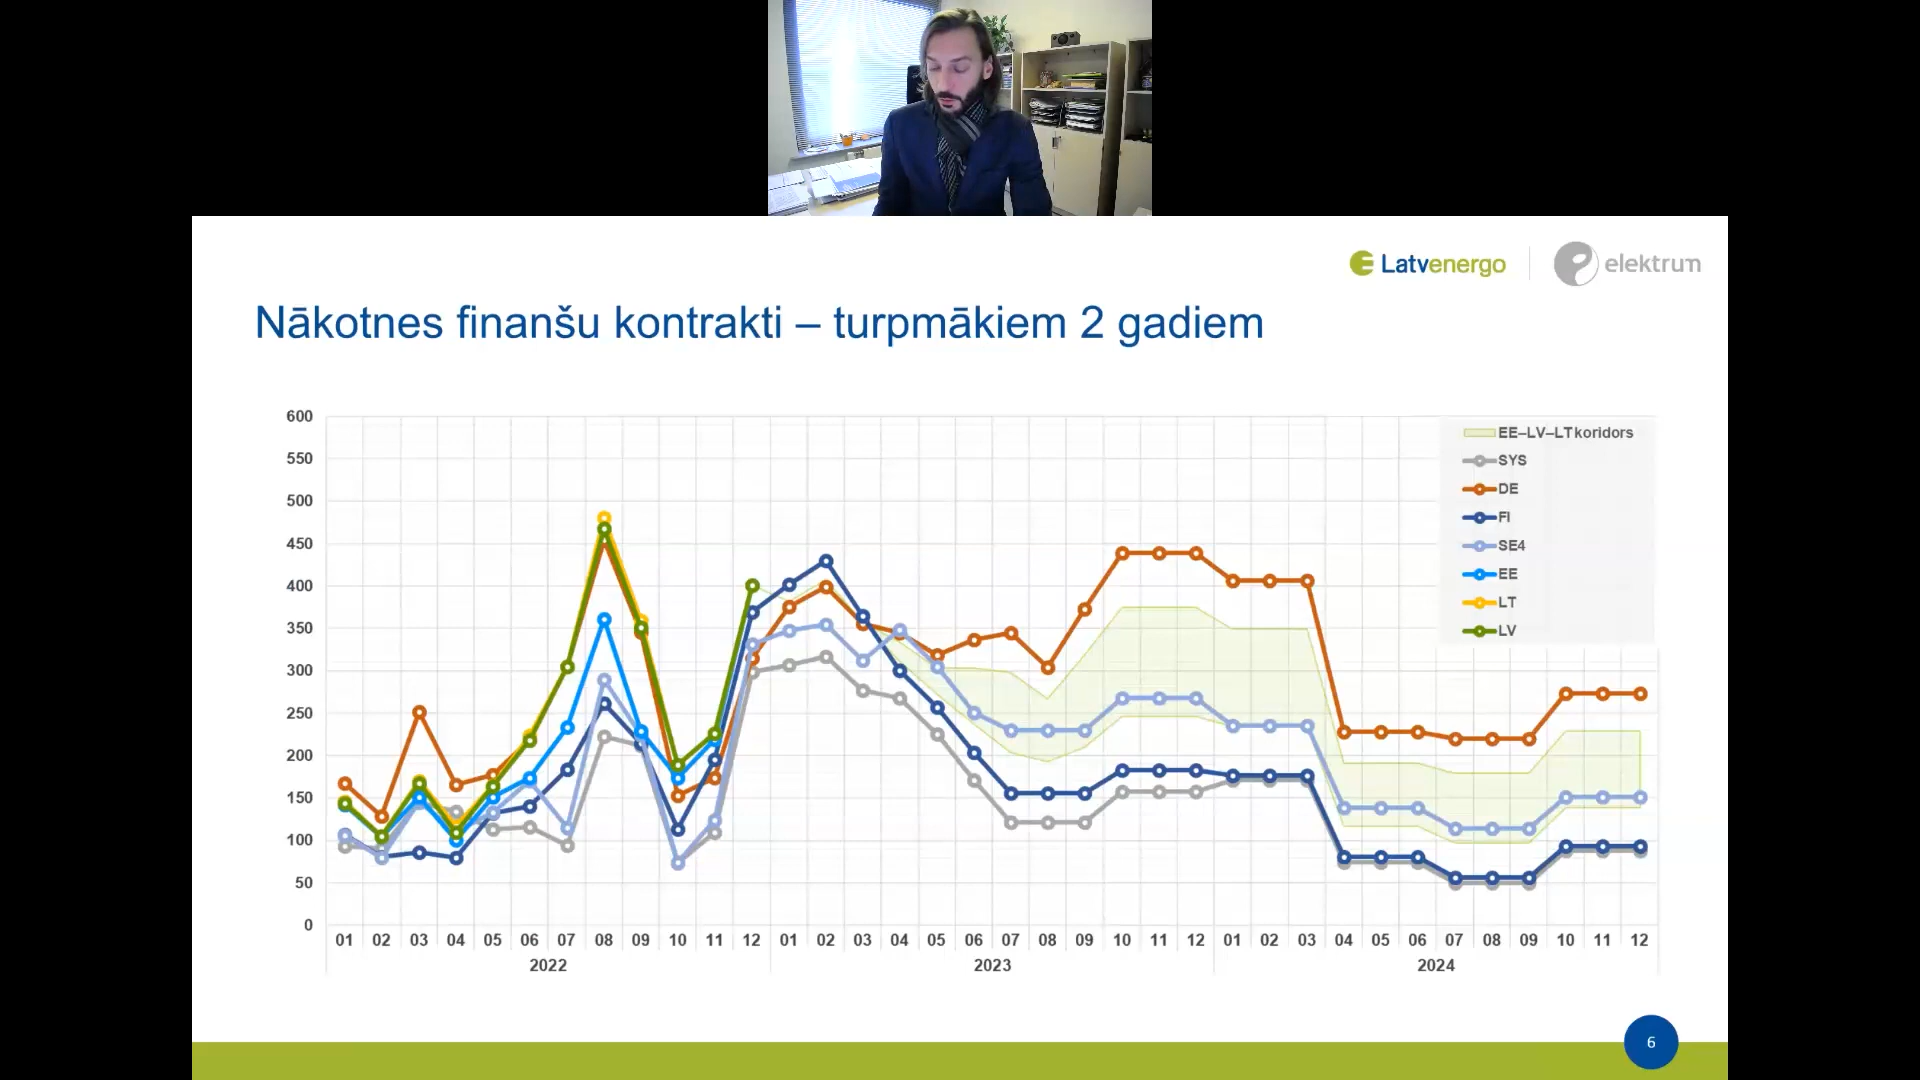 Latvenergo elektrum
Nākotnes finanšu kontrakti – turpmākiem 2 gadiem
600
550
500
450
400
350
300
250
200
150
100
50
0
EE–LV–LT koridors
SYS
DE
FI
SE4
EE
LT
LV
01 02 03 04 05 06 07 08 09 10 11 12 01 02 03 04 05 06 07 08 09 10 11 12 01 02 03 04 05 06 07 08 09 10 11 12
2022 2023 2024
6